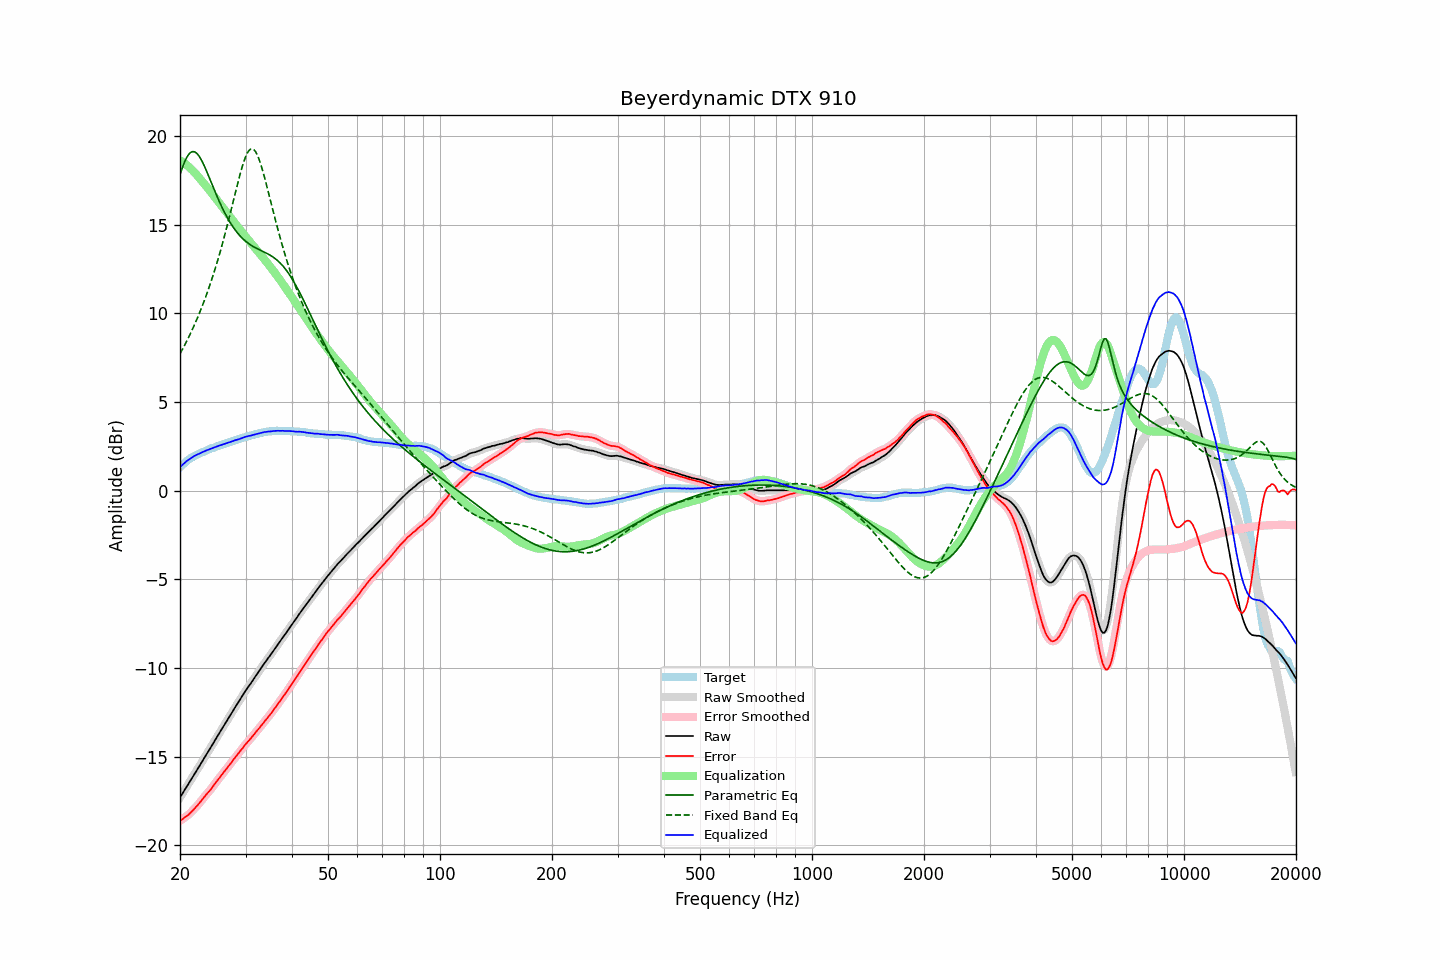 Beyerdynamic DTX 910
Amplitude (dBr)
20
15
10
5
0
−5
−10
−15
−20
Target
Raw Smoothed
Error Smoothed
Raw
Error
Equalization
Parametric Eq
Fixed Band Eq
Equalized
20 50 100 200 500 1000 2000 5000 10000 20000
Frequency (Hz)